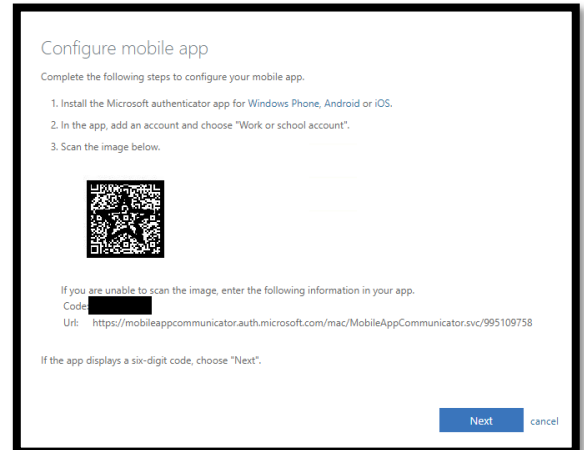 Configure mobile app
Complete the following steps to configure your mobile app.
1. Install the Microsoft authenticator app for Windows Phone, Android or iOS.
2. In the app, add an account and choose "Work or school account".
3. Scan the image below.
If you are unable to scan the image, enter the following information in your app.
Code:
Url: https://mobileappcommunicator.auth.microsoft.com/mac/MobileAppCommunicator.svc/995109758
If the app displays a six-digit code, choose "Next".
Next cancel